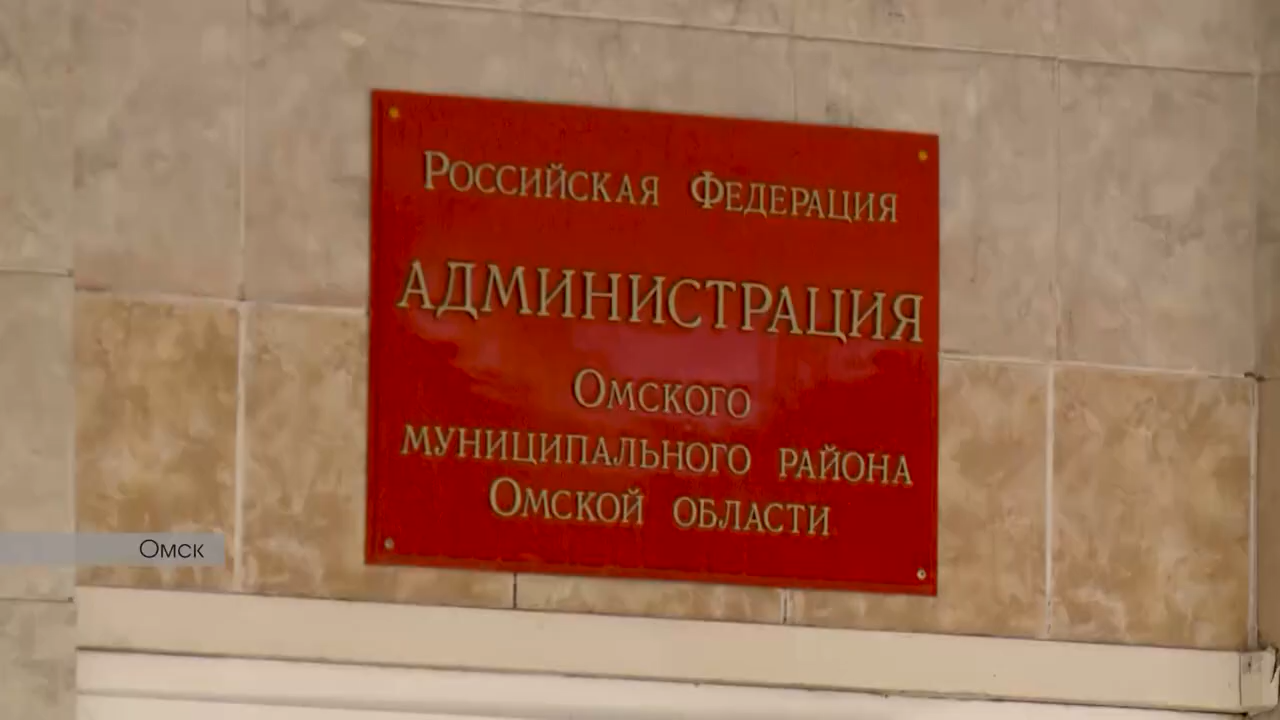 Российская Федерация
АДМИНИСТРАЦИЯ
Омского
муниципального района
Омской области
Омск